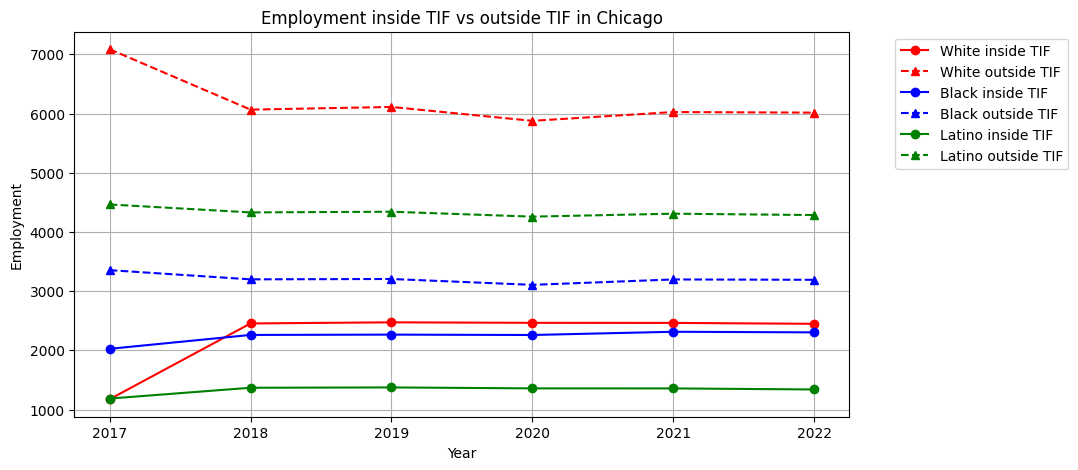 Employment inside TIF vs outside TIF in Chicago
Employment
7000
6000
5000
4000
3000
2000
1000
2017 2018 2019 2020 2021 2022
Year
White inside TIF
White outside TIF
Black inside TIF
Black outside TIF
Latino inside TIF
Latino outside TIF